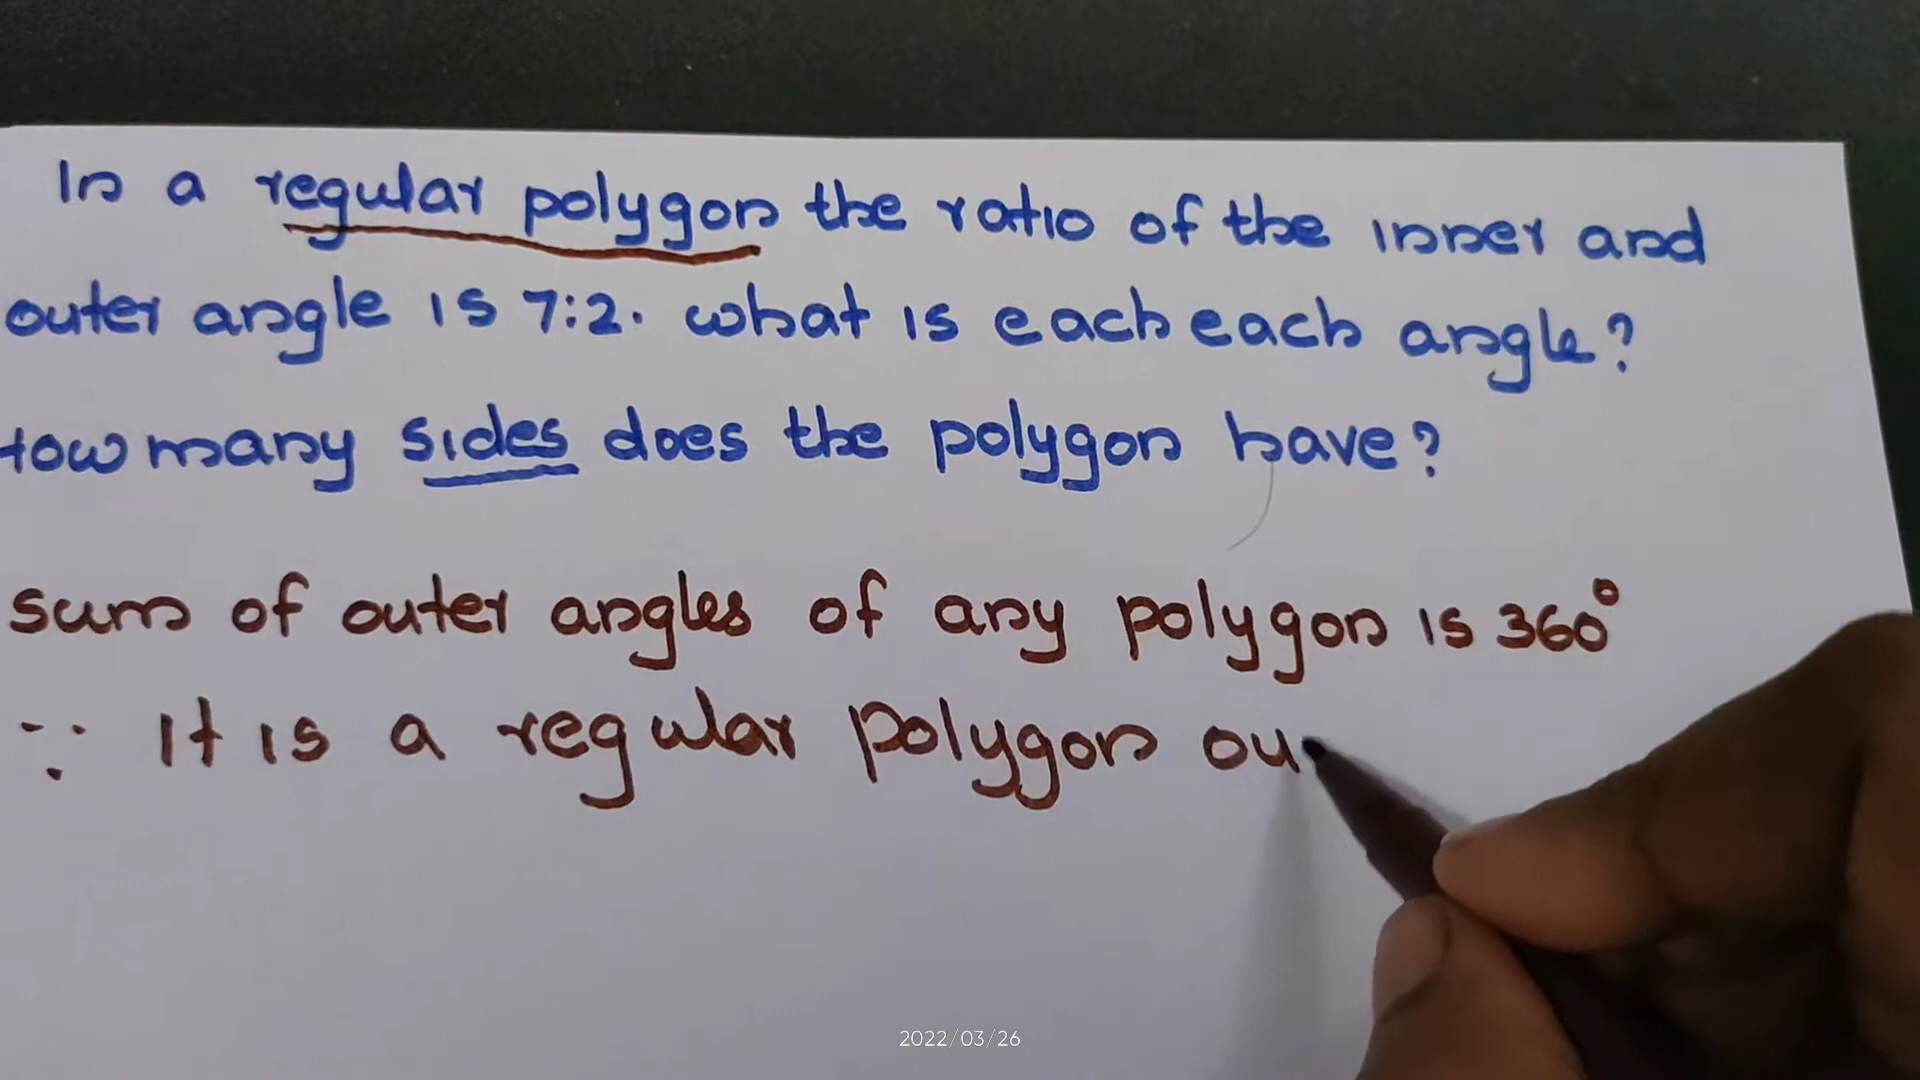 In a regular polygon the ratio of the inner and
outer angle is 7:2. what is each each angle?
How many sides does the polygon have?
sum of outer angles of any polygon is 360°
∵ It is a regular polygon ou
2022/03/26